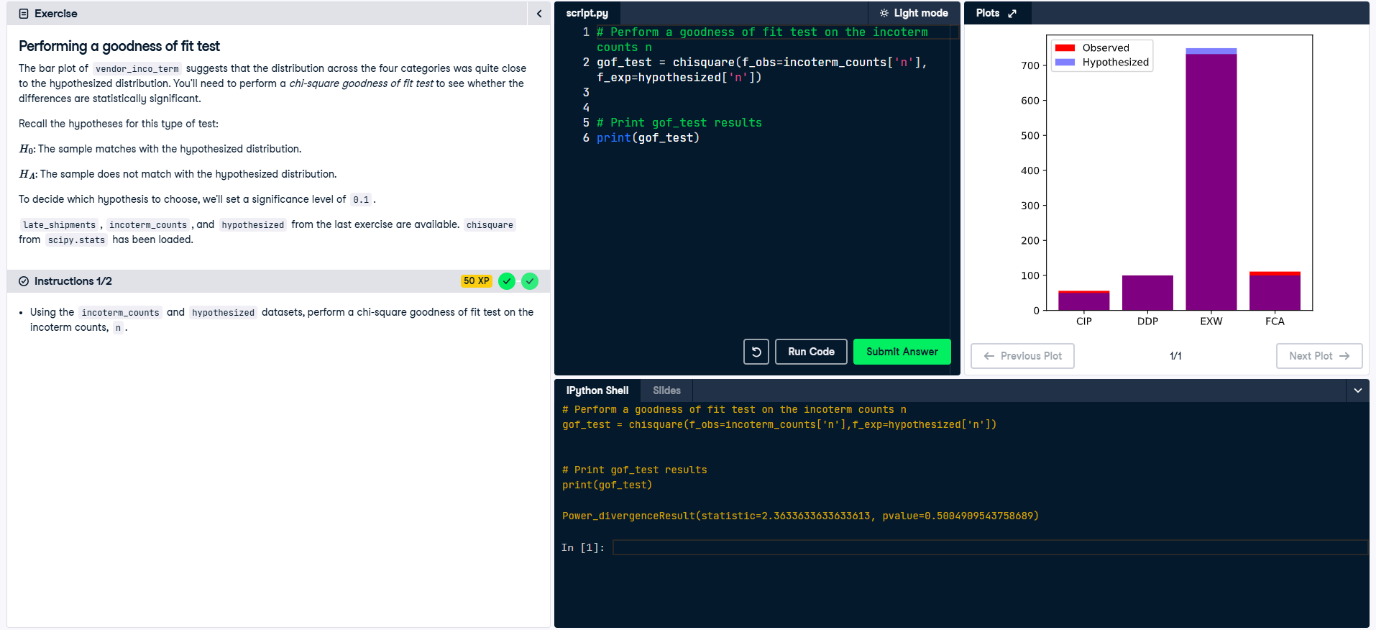 Exercise
Performing a goodness of fit test
The bar plot of vendor_inco_term suggests that the distribution across the four categories was quite close
to the hypothesized distribution. You'll need to perform a chi-square goodness of fit test to see whether the
differences are statistically significant.
Recall the hypotheses for this type of test:
H0: The sample matches with the hypothesized distribution.
HA: The sample does not match with the hypothesized distribution.
To decide which hypothesis to choose, we'll set a significance level of 0.1 .
late_shipments , incoterm_counts , and hypothesized from the last exercise are available. chisquare
from scipy.stats has been loaded.
Instructions 1/2
50 XP
• Using the incoterm_counts and hypothesized datasets, perform a chi-square goodness of fit test on the
incoterm counts, n .
script.py
Light mode
1 # Perform a goodness of fit test on the incoterm
counts n
2 gof_test = chisquare(f_obs=incoterm_counts['n'],
f_exp=hypothesized['n'])
3
4
5 # Print gof_test results
6 print(gof_test)
Run Code
Submit Answer
Plots
Observed
Hypothesized
700
600
500
400
300
200
100
0
CIP DDP EXW FCA
← Previous Plot
1/1
Next Plot →
IPython Shell
Slides
# Perform a goodness of fit test on the incoterm counts n
gof_test = chisquare(f_obs=incoterm_counts['n'],f_exp=hypothesized['n'])
# Print gof_test results
print(gof_test)
Power_divergenceResult(statistic=2.3633633633633613, pvalue=0.5004909543758689)
In [1]: